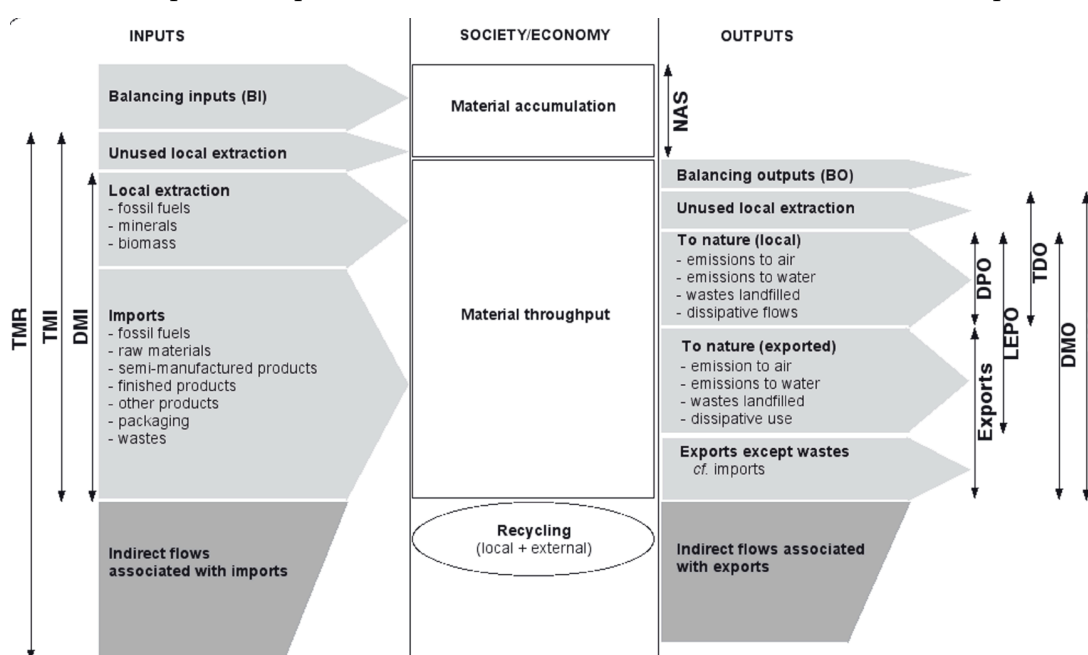 INPUTS
SOCIETY/ECONOMY
OUTPUTS
Balancing inputs (BI)
Unused local extraction
Local extraction
- fossil fuels
- minerals
- biomass
Imports
- fossil fuels
- raw materials
- semi-manufactured products
- finished products
- other products
- packaging
- wastes
Indirect flows
associated with imports
TMR
TMI
DMI
Material accumulation
Material throughput
Recycling
(local + external)
NAS
Balancing outputs (BO)
Unused local extraction
To nature (local)
- emissions to air
- emissions to water
- wastes landfilled
- dissipative flows
To nature (exported)
- emission to air
- emissions to water
- wastes landfilled
- dissipative use
Exports except wastes
cf. imports
Indirect flows associated
with exports
DPO
Exports
LEPO
TDO
DMO